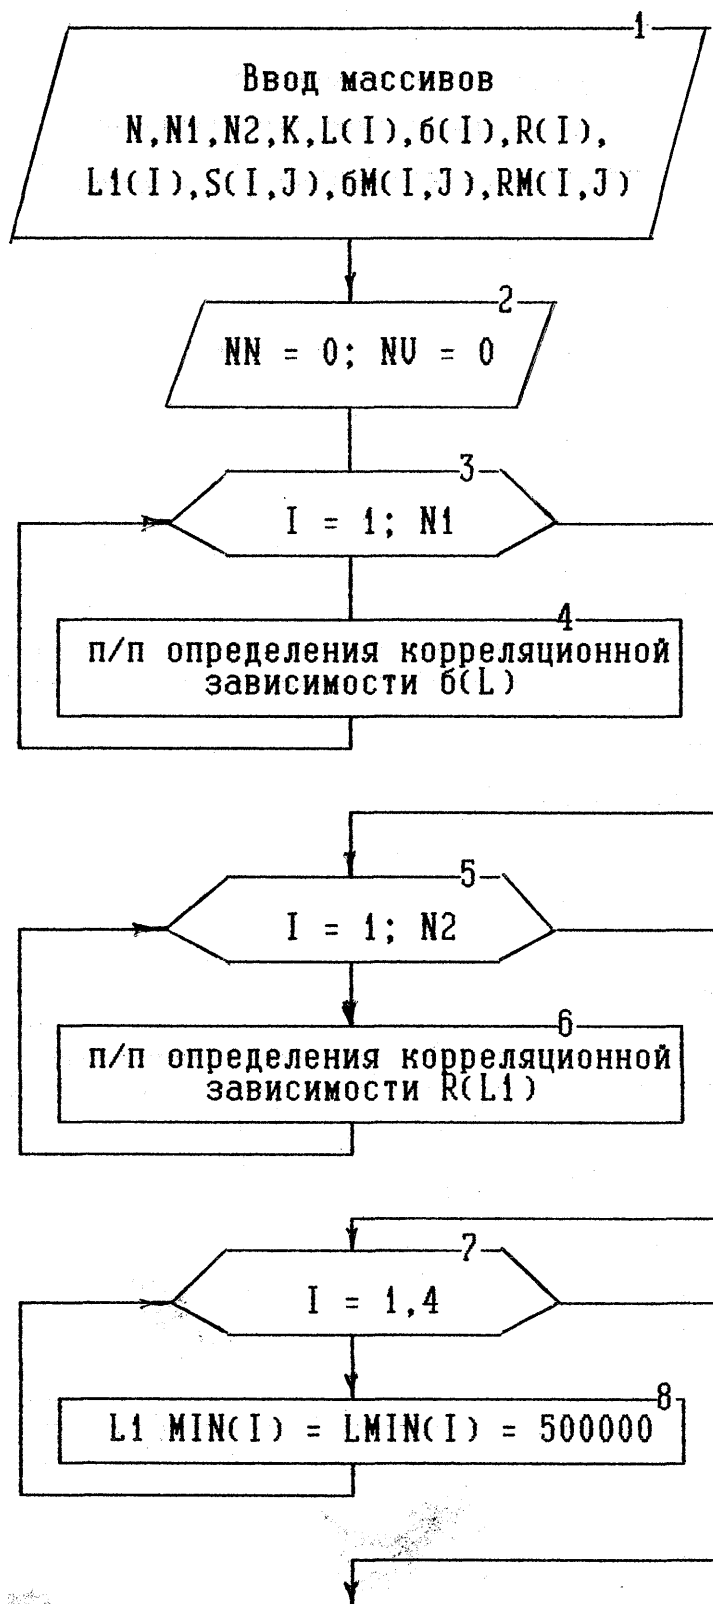 1
Ввод массивов
N,N1,N2,K,L(I),б(I),R(I),
L1(I),S(I,J),бM(I,J),RM(I,J)
2
NN = 0; NU = 0
3
I = 1; N1
4
п/п определения корреляционной
зависимости б(L)
5
I = 1; N2
6
п/п определения корреляционной
зависимости R(L1)
7
I = 1,4
8
L1 MIN(I) = LMIN(I) = 500000